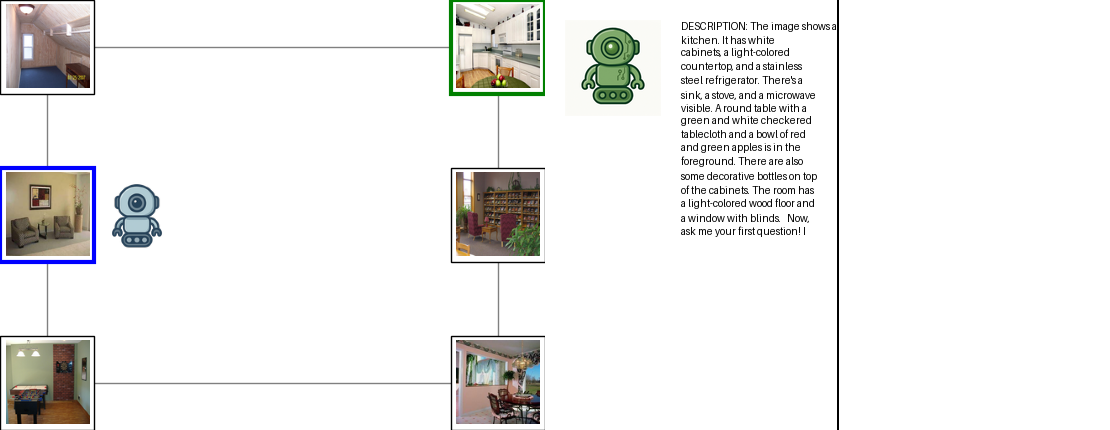 DESCRIPTION: The image shows a
kitchen. It has white
cabinets, a light-colored
countertop, and a stainless
steel refrigerator. There's a
sink, a stove, and a microwave
visible. A round table with a
green and white checkered
tablecloth and a bowl of red
and green apples is in the
foreground. There are also
some decorative bottles on top
of the cabinets. The room has
a light-colored wood floor and
a window with blinds.   Now,
ask me your first question! I